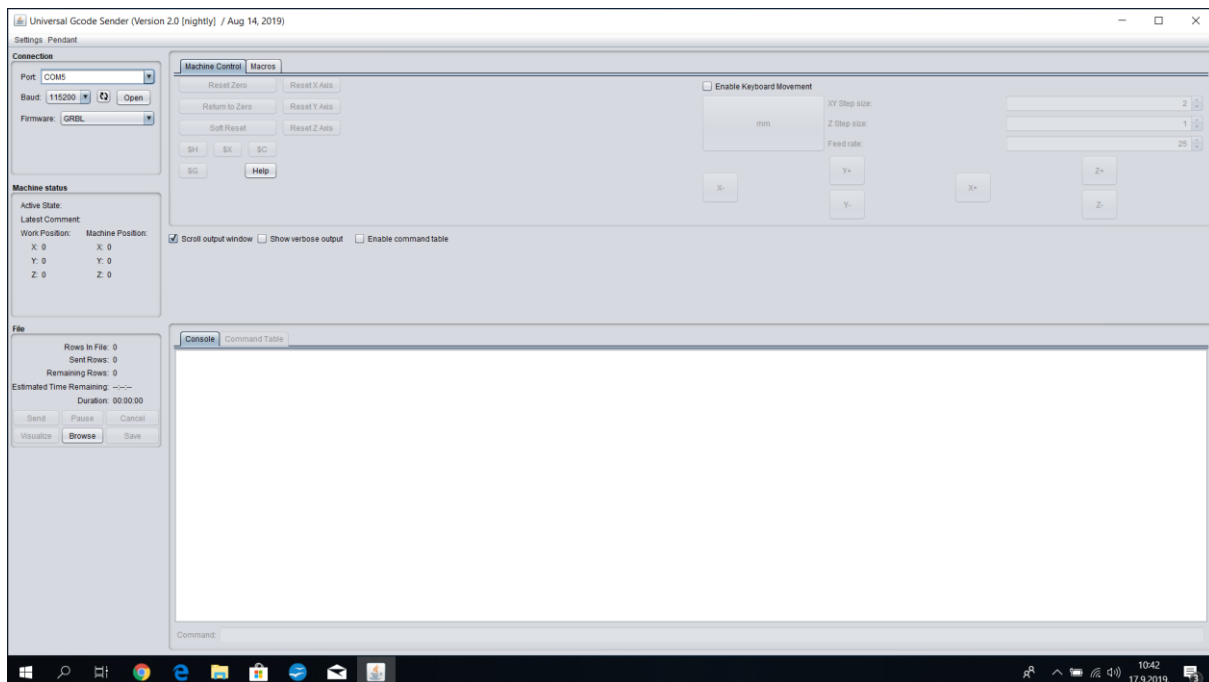 Universal Gcode Sender (Version 2.0 [nightly] / Aug 14, 2019)
Settings Pendant
Connection
Port: COM5
Baud: 115200 Open
Firmware: GRBL
Machine status
Active State:
Latest Comment:
Work Position: Machine Position:
X: 0 X: 0
Y: 0 Y: 0
Z: 0 Z: 0
File
Rows In File: 0
Sent Rows: 0
Remaining Rows: 0
Estimated Time Remaining: --:--:--
Duration: 00:00:00
Send Pause Cancel
Visualize Browse Save
Machine Control Macros
Reset Zero Reset X Axis
Return to Zero Reset Y Axis
Soft Reset Reset Z Axis
$H $X $C
$G Help
Enable Keyboard Movement
mm
XY Step size: 2
Z Step size: 1
Feed rate: 25
Y+ Z+
X- X+
Y- Z-
Scroll output window Show verbose output Enable command table
Console Command Table
Command:
10:42
17.9.2019.
3